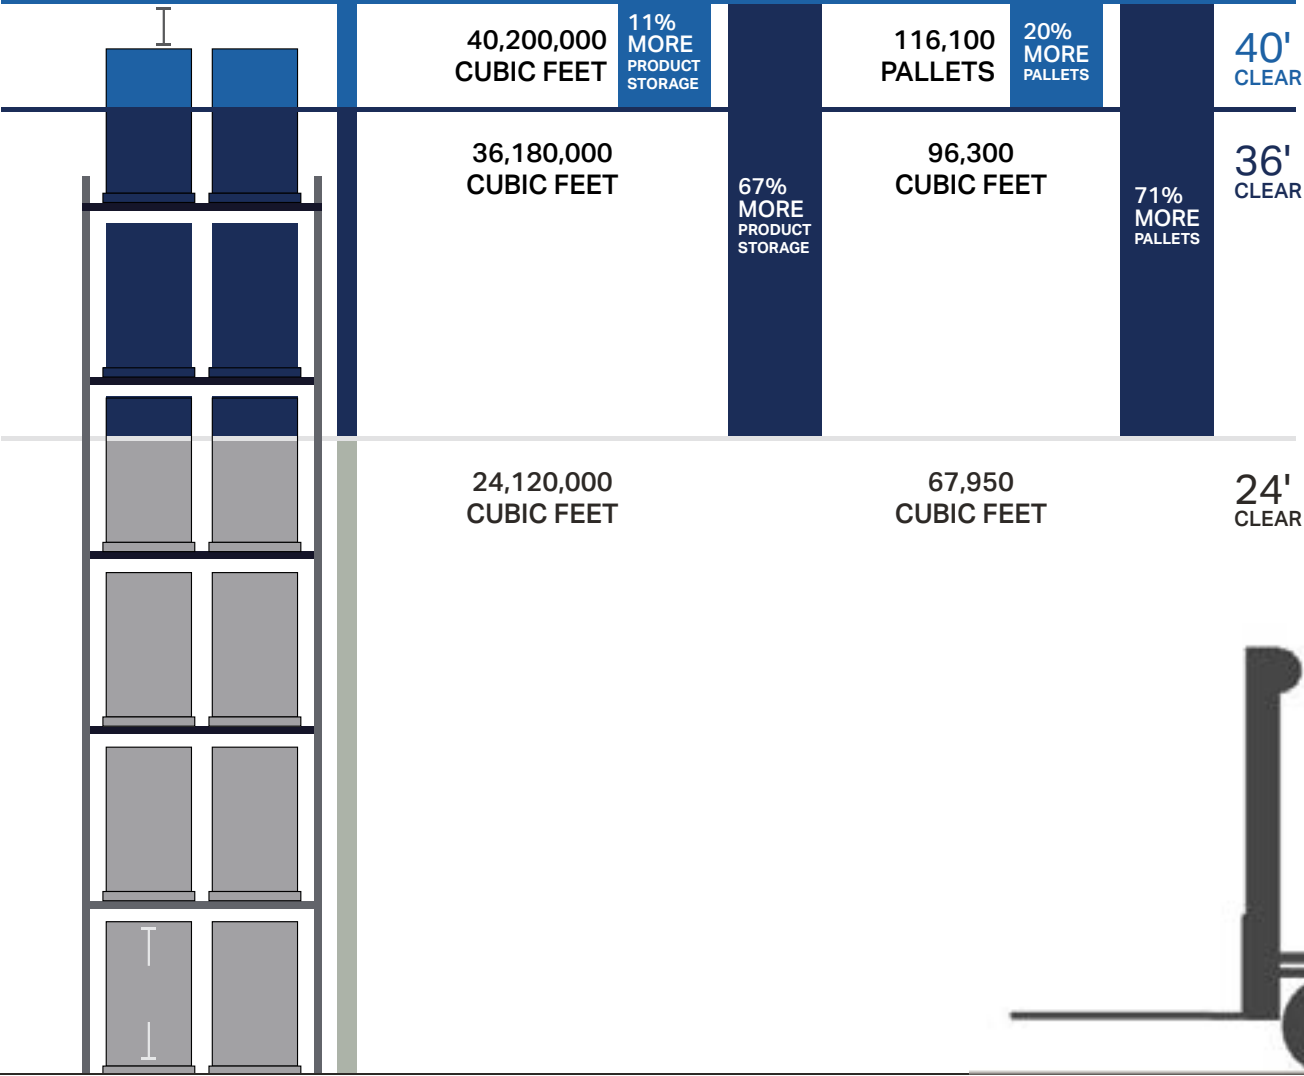 40,200,000
CUBIC FEET
11%
MORE
PRODUCT
STORAGE
116,100
PALLETS
20%
MORE
PALLETS
40'
CLEAR
36,180,000
CUBIC FEET
67%
MORE
PRODUCT
STORAGE
96,300
CUBIC FEET
71%
MORE
PALLETS
36'
CLEAR
24,120,000
CUBIC FEET
67,950
CUBIC FEET
24'
CLEAR